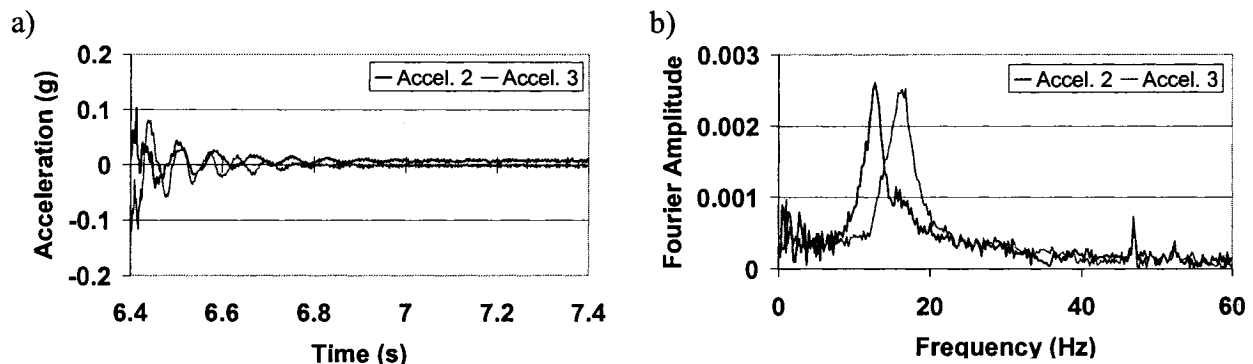 a)
0.2
0.1
0
-0.1
-0.2
Acceleration (g)
Accel. 2 Accel. 3
6.4 6.6 6.8 7 7.2 7.4
Time (s)
b)
0.003
0.002
0.001
0
Fourier Amplitude
Accel. 2 Accel. 3
0 20 40 60
Frequency (Hz)